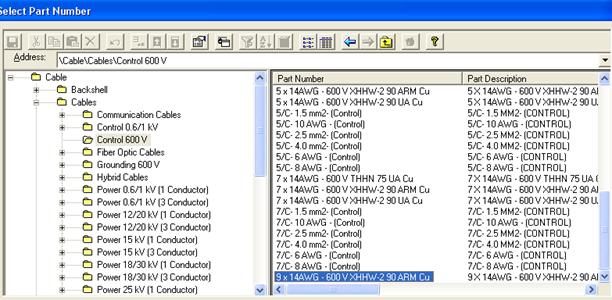 Select Part Number
Address: \Cable\Cables\Control 600 V
Cable
Backshell
Cables
Communication Cables
Control 0.6/1 kV
Control 600 V
Fiber Optic Cables
Grounding 600 V
Hybrid Cables
Power 0.6/1 kV (1 Conductor)
Power 0.6/1 kV (3 Conductor)
Power 12/20 kV (1 Conductor)
Power 12/20 kV (3 Conductor)
Power 15 kV (1 Conductor)
Power 15 kV (3 Conductor)
Power 18/30 kV (1 Conductor)
Power 18/30 kV (3 Conductor)
Power 25 kV (1 Conductor)
Part Number Part Description
5 x 14AWG - 600 V XHHW-2 90 ARM Cu 5 X 14AWG - 600 V XHHW-2 90 A
5 x 14AWG - 600 V XHHW-2 90 UA Cu 5 X 14AWG - 600 V XHHW-2 90 U
5/C- 1.5 mm2- (Control) 5/C- 1.5 MM2- (CONTROL)
5/C- 10 AWG - (Control) 5/C- 10 AWG - (CONTROL)
5/C- 2.5 mm2- (Control) 5/C- 2.5 MM2- (CONTROL)
5/C- 4.0 mm2- (Control) 5/C- 4.0 MM2- (CONTROL)
5/C- 6 AWG - (Control) 5/C- 6 AWG - (CONTROL)
5/C- 8 AWG - (Control) 5/C- 8 AWG - (CONTROL)
7 x 14AWG - 600 V THHN 75 UA Cu 7 X 14AWG - 600 V THHN 75 UA (
7 x 14AWG - 600 V XHHW-2 90 ARM Cu 7 X 14AWG - 600 V XHHW-2 90 A
7 x 14AWG - 600 V XHHW-2 90 UA Cu 7 X 14AWG - 600 V XHHW-2 90 U
7/C- 1.5 mm2- (Control) 7/C- 1.5 MM2- (CONTROL)
7/C- 10 AWG - (Control) 7/C- 10 AWG - (CONTROL)
7/C- 2.5 mm2- (Control) 7/C- 2.5 MM2- (CONTROL)
7/C- 4.0 mm2- (Control) 7/C- 4.0 MM2- (CONTROL)
7/C- 6 AWG - (Control) 7/C- 6 AWG - (CONTROL)
7/C- 8 AWG - (Control) 7/C- 8 AWG - (CONTROL)
9 x 14AWG - 600 V XHHW-2 90 ARM Cu 9 X 14AWG - 600 V XHHW-2 90 A